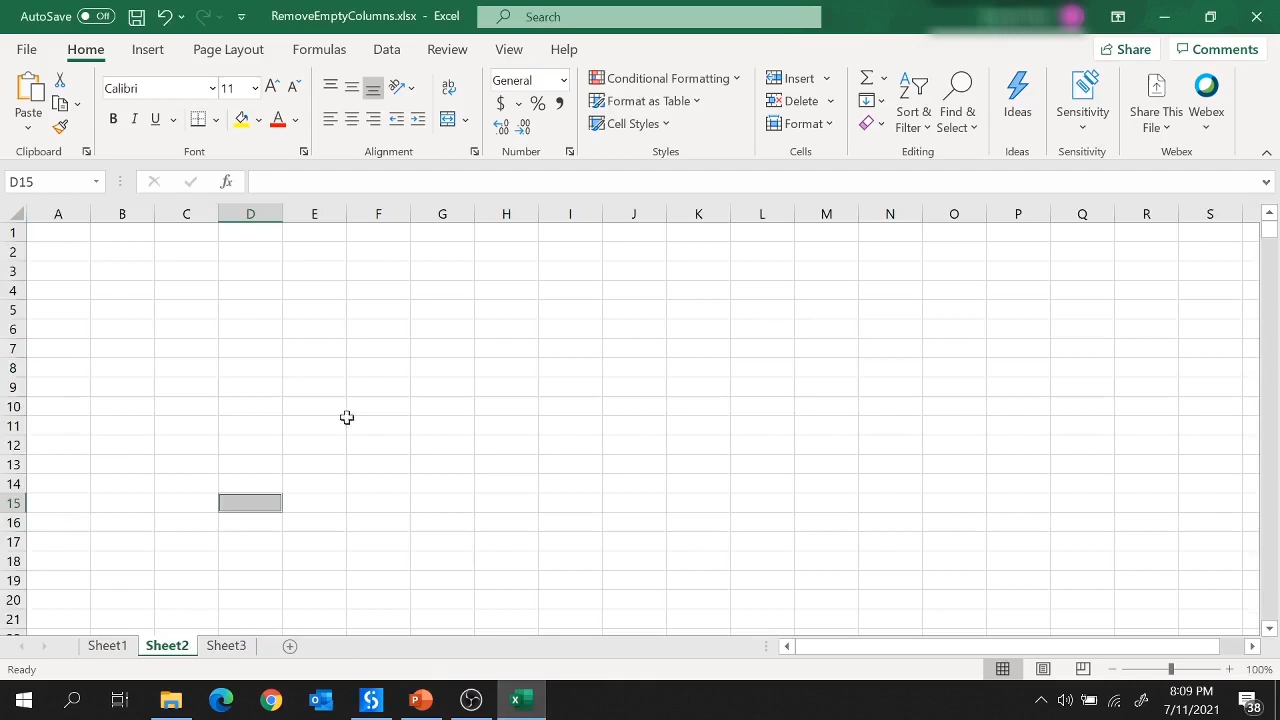 AutoSave Off RemoveEmptyColumns.xlsx - Excel Search
File Home Insert Page Layout Formulas Data Review View Help Share Comments
Calibri 11 General Conditional Formatting Insert
Paste B I U $ % Format as Table Delete Sort & Filter Find & Select Ideas Sensitivity Share This File Webex
Cell Styles Format
Clipboard Font Alignment Number Styles Cells Editing Ideas Sensitivity Webex
D15 fx
A B C D E F G H I J K L M N O P Q R S
1
2
3
4
5
6
7
8
9
10
11
12
13
14
15
16
17
18
19
20
21
Sheet1 Sheet2 Sheet3
Ready 100%
8:09 PM
7/11/2021
38